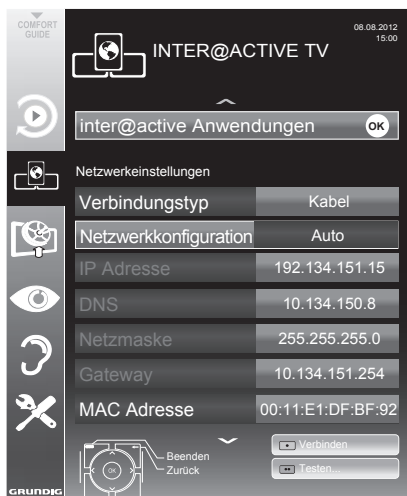 COMFORT
GUIDE
INTER@ACTIVE TV
08.08.2012
15:00
inter@active Anwendungen OK
Netzwerkeinstellungen
Verbindungstyp Kabel
Netzwerkkonfiguration Auto
IP Adresse 192.134.151.15
DNS 10.134.150.8
Netzmaske 255.255.255.0
Gateway 10.134.151.254
MAC Adresse 00:11:E1:DF:BF:92
OK
Beenden
Zurück
Verbinden
Testen...
GRUNDIG